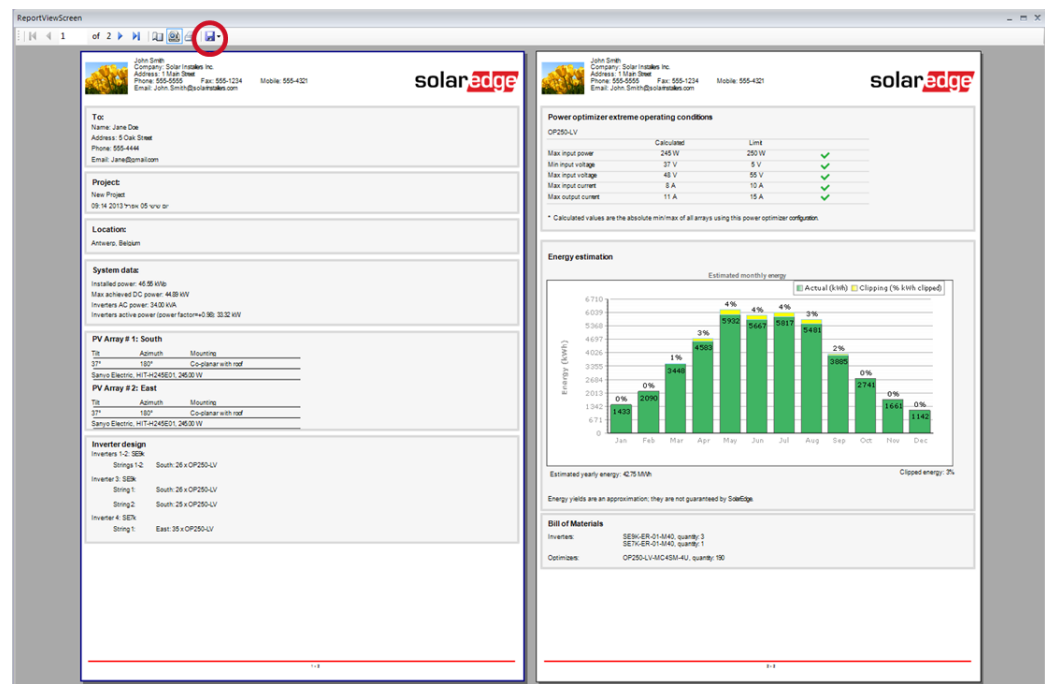 ReportViewScreen
1 of 2
John Smith
Company: Solar Installers Inc.
Address: 1 Main Street
Phone: 555-5555 Fax: 555-1234 Mobile: 555-4321
Email: John.Smith@solarinstallers.com
solaredge
To:
Name: Jane Doe
Address: 5 Oak Street
Phone: 555-4444
Email: Jane@gmail.com
Project:
New Project
09:14 2013 אפריל 05 יום שישי
Location:
Antwerp, Belgium
System data:
Installed power: 46.55 kWp
Max achieved DC power: 44.89 kW
Inverters AC power: 34.00 kVA
Inverters active power (power factor=+0.98): 33.32 kW
PV Array # 1: South
Tilt Azimuth Mounting
37° 180° Co-planar with roof
Sanyo Electric, HIT-H245E01, 245.00 W
PV Array # 2: East
Tilt Azimuth Mounting
37° 180° Co-planar with roof
Sanyo Electric, HIT-H245E01, 245.00 W
Inverter design
Inverters 1-2: SE9k
Strings 1-2: South: 26 x OP250-LV
Inverter 3: SE9k
String 1: South: 26 x OP250-LV
String 2: South: 25 x OP250-LV
Inverter 4: SE7k
String 1: East: 35 x OP250-LV
John Smith
Company: Solar Installers Inc.
Address: 1 Main Street
Phone: 555-5555 Fax: 555-1234 Mobile: 555-4321
Email: John.Smith@solarinstallers.com
solaredge
Power optimizer extreme operating conditions
OP250-LV
Calculated Limit
Max input power 245 W 250 W
Min input voltage 37 V 5 V
Max input voltage 48 V 55 V
Max input current 8 A 10 A
Max output current 11 A 15 A
* Calculated values are the absolute min/max of all arrays using this power optimizer configuration.
Energy estimation
Estimated monthly energy
Actual (kWh) Clipping (% kWh clipped)
Energy (kWh)
6710
6039
5368
4697
4026
3355
2684
2013
1342
671
0
0% 0% 1% 3% 4% 4% 4% 3% 2% 0% 0% 0%
1433 2090 3448 4583 5932 5667 5817 5481 3885 2741 1661 1142
Jan Feb Mar Apr May Jun Jul Aug Sep Oct Nov Dec
Estimated yearly energy: 42.75 MWh Clipped energy: 3%
Energy yields are an approximation; they are not guaranteed by SolarEdge.
Bill of Materials
Inverters: SE9K-ER-01-M40, quantity: 3
SE7K-ER-01-M40, quantity: 1
Optimizers: OP250-LV-MC4SM-4U, quantity: 190